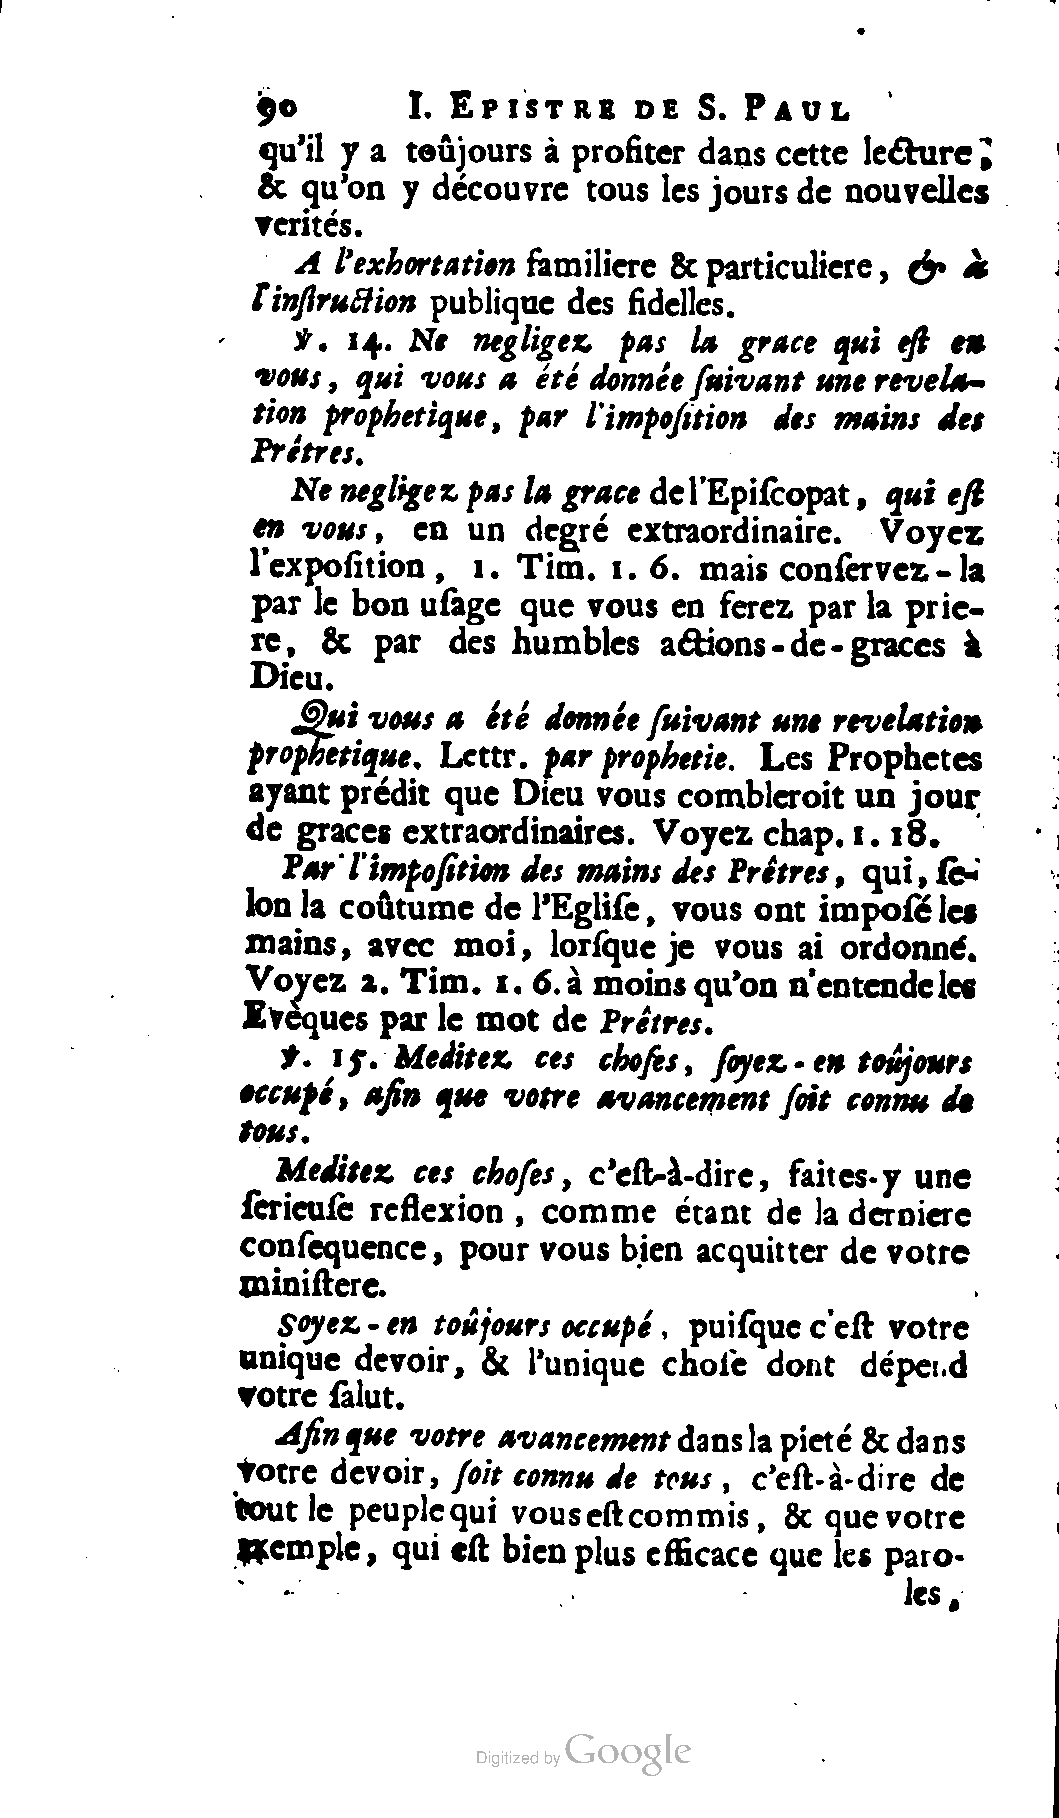 90 I. EPISTRE DE S. PAUL
qu'il y a toûjours à profiter dans cette lecture;
& qu'on y découvre tous les jours de nouvelles
verités.
A l'exhortation familiere & particuliere, & à
l'inſtruction publique des fidelles.
℣. 14. Ne negligez pas la grace qui eſt en
vous, qui vous a été donnée ſuivant une revela-
tion prophetique, par l'impoſition des mains des
Prêtres.
Ne negligez pas la grace de l'Epiſcopat, qui eſt
en vous, en un degré extraordinaire. Voyez
l'expoſition, 1. Tim. 1. 6. mais conſervez-la
par le bon uſage que vous en ferez par la prie-
re, & par des humbles actions-de-graces à
Dieu.
Qui vous a été donnée ſuivant une revelation
prophetique. Lettr. par prophetie. Les Prophetes
ayant prédit que Dieu vous combleroit un jour
de graces extraordinaires. Voyez chap. 1. 18.
Par l'impoſition des mains des Prêtres, qui, ſe-
lon la coûtume de l'Egliſe, vous ont impoſé les
mains, avec moi, lorſque je vous ai ordonné.
Voyez 2. Tim. 1. 6. à moins qu'on n'entende les
Evèques par le mot de Prêtres.
℣. 15. Meditez ces choſes, ſoyez-en toûjours
occupé, afin que votre avancement ſoit connu de
tous.
Meditez ces choſes, c'eſt-à-dire, faites-y une
ſerieuſe reflexion, comme étant de la derniere
conſequence, pour vous bien acquitter de votre
miniſtere.
Soyez-en toûjours occupé, puiſque c'eſt votre
unique devoir, & l'unique choſe dont dépend
votre ſalut.
Afin que votre avancement dans la pieté & dans
votre devoir, ſoit connu de tous, c'eſt-à-dire de
tout le peuple qui vous eſt commis, & que votre
exemple, qui eſt bien plus efficace que les paro-
les,
Digitized by Google